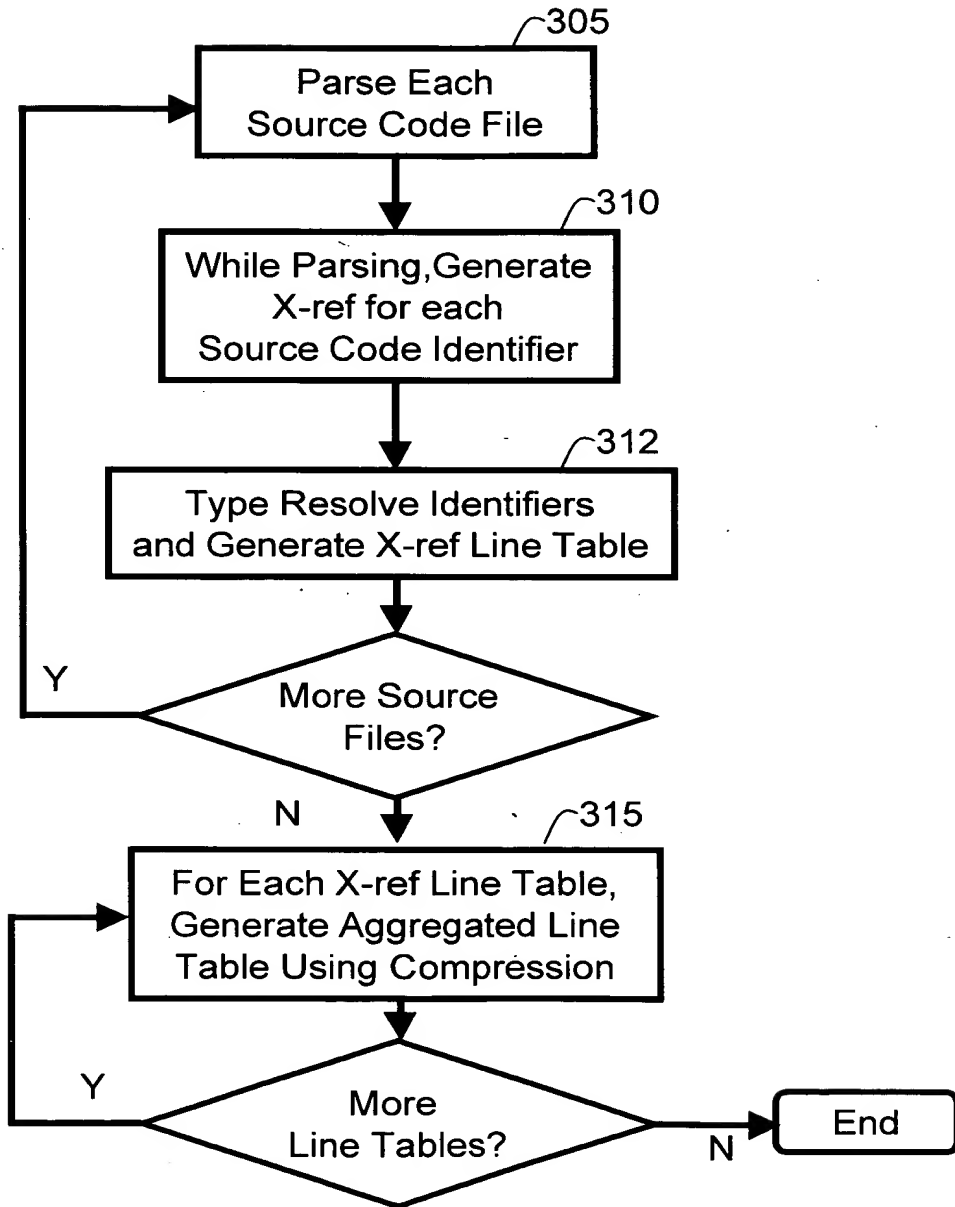 305
Parse Each
Source Code File
310
While Parsing,Generate
X-ref for each
Source Code Identifier
312
Type Resolve Identifiers
and Generate X-ref Line Table
Y
More Source
Files?
N
315
For Each X-ref Line Table,
Generate Aggregated Line
Table Using Compression
Y
More
Line Tables?
N
End